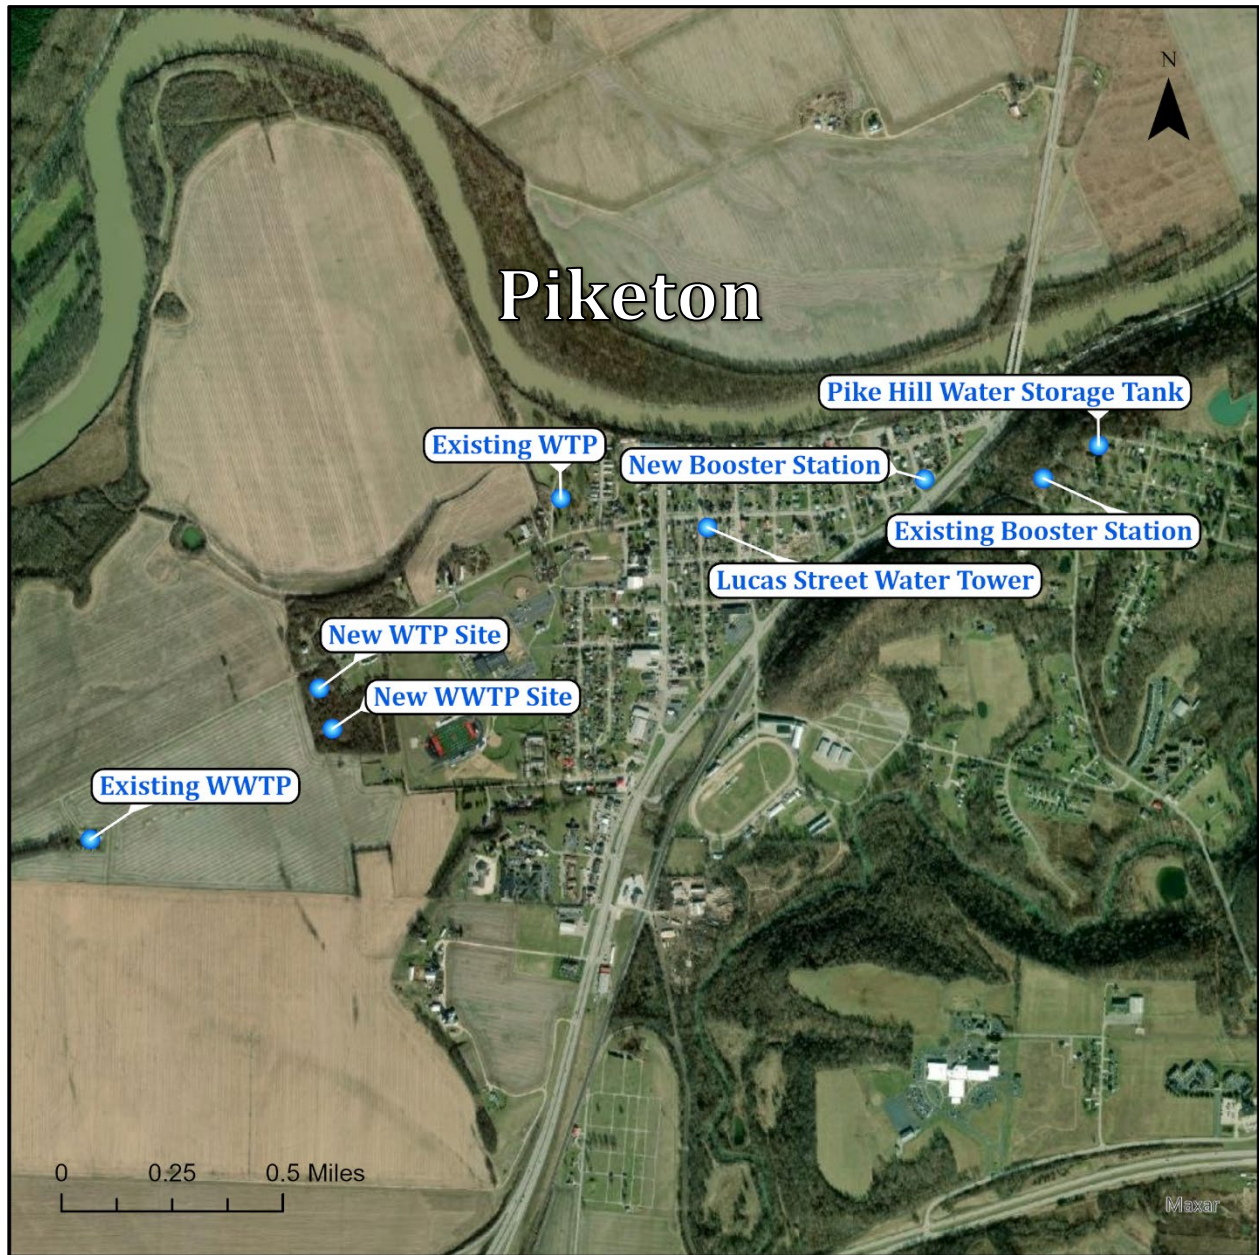 N
Piketon
Pike Hill Water Storage Tank
Existing WTP
New Booster Station
Existing Booster Station
Lucas Street Water Tower
New WTP Site
New WWTP Site
Existing WWTP
0 0.25 0.5 Miles
Maxar